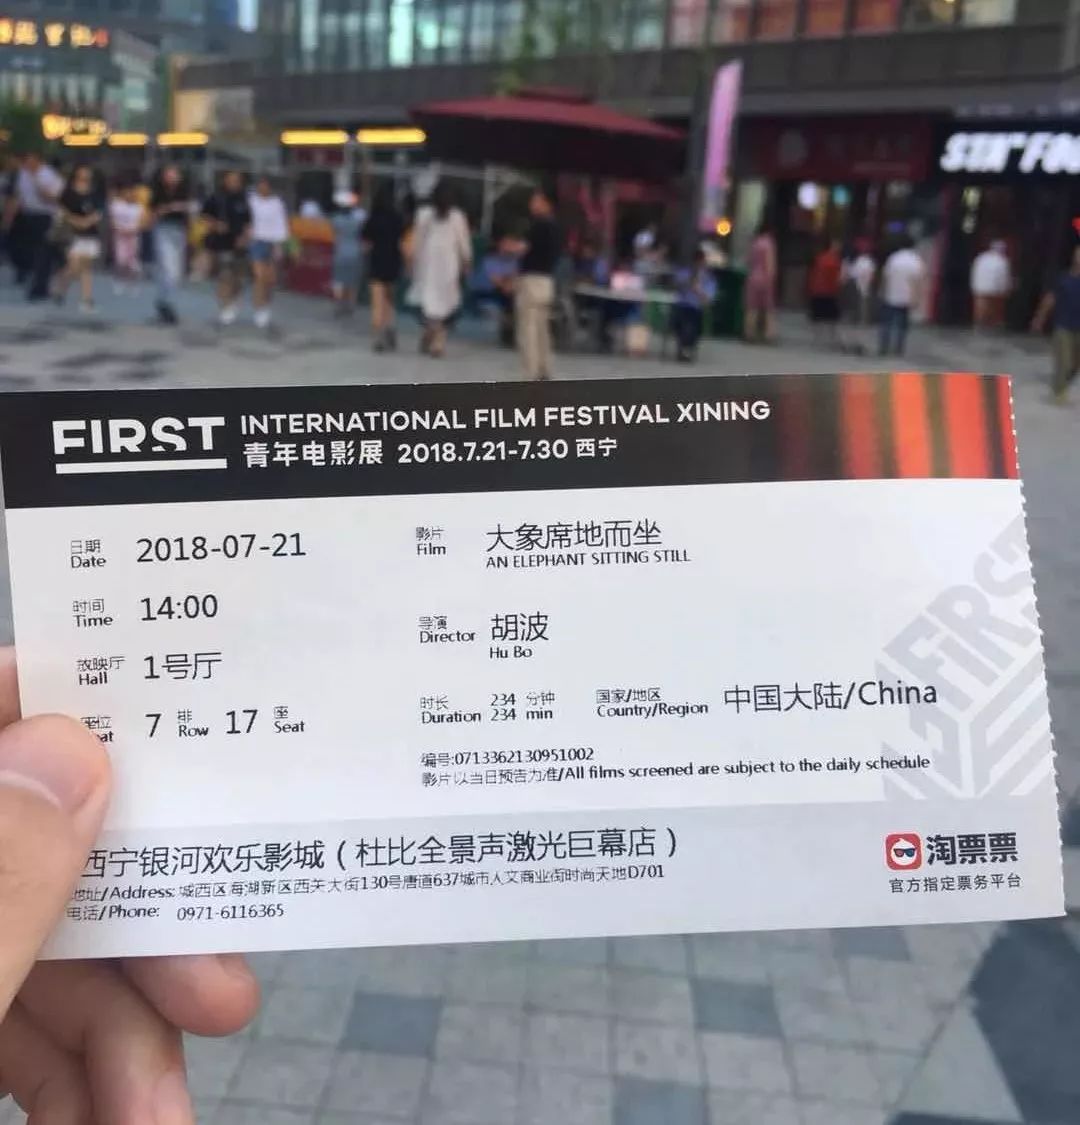 FIRST INTERNATIONAL FILM FESTIVAL XINING
青年电影展 2018.7.21-7.30 西宁
日期
Date
2018-07-21
时间
Time
14:00
放映厅
Hall
1号厅
7 排 Row 17 座 Seat
影片
Film
大象席地而坐
AN ELEPHANT SITTING STILL
导演
Director
胡波
Hu Bo
时长 234 分钟
Duration 234 min
国家/地区
Country/Region
中国大陆/China
编号:0713362130951002
影片以当日预告为准/All films screened are subject to the daily schedule
西宁银河欢乐影城(杜比全景声激光巨幕店)
地址/Address: 城西区海湖新区西关大街130号唐道637城市人文商业街时尚天地D701
电话/Phone: 0971-6116365
淘票票
官方指定票务平台
FIRST